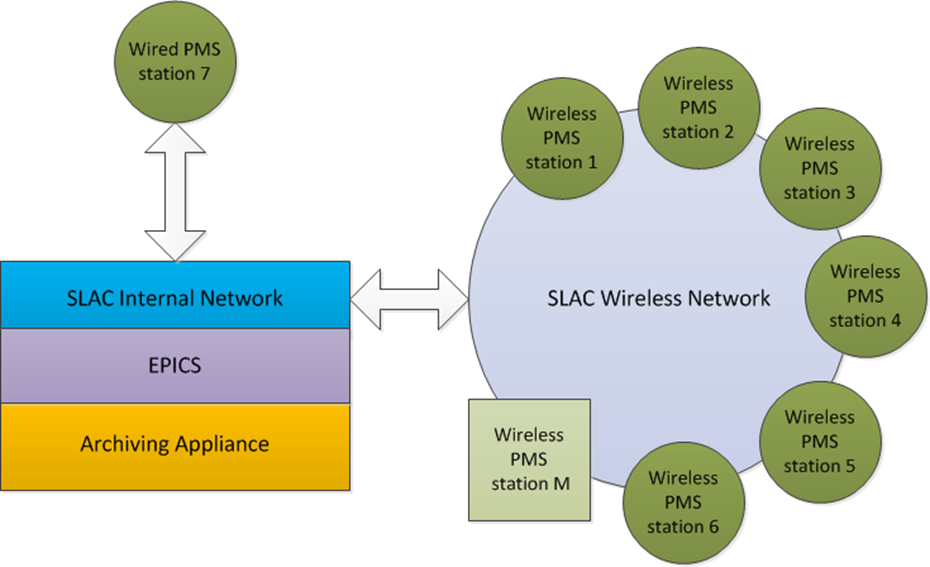 Wired PMS
station 7
SLAC Internal Network
EPICS
Archiving Appliance
SLAC Wireless Network
Wireless
PMS
station 1
Wireless
PMS
station 2
Wireless
PMS
station 3
Wireless
PMS
station 4
Wireless
PMS
station 5
Wireless
PMS
station 6
Wireless
PMS
station M